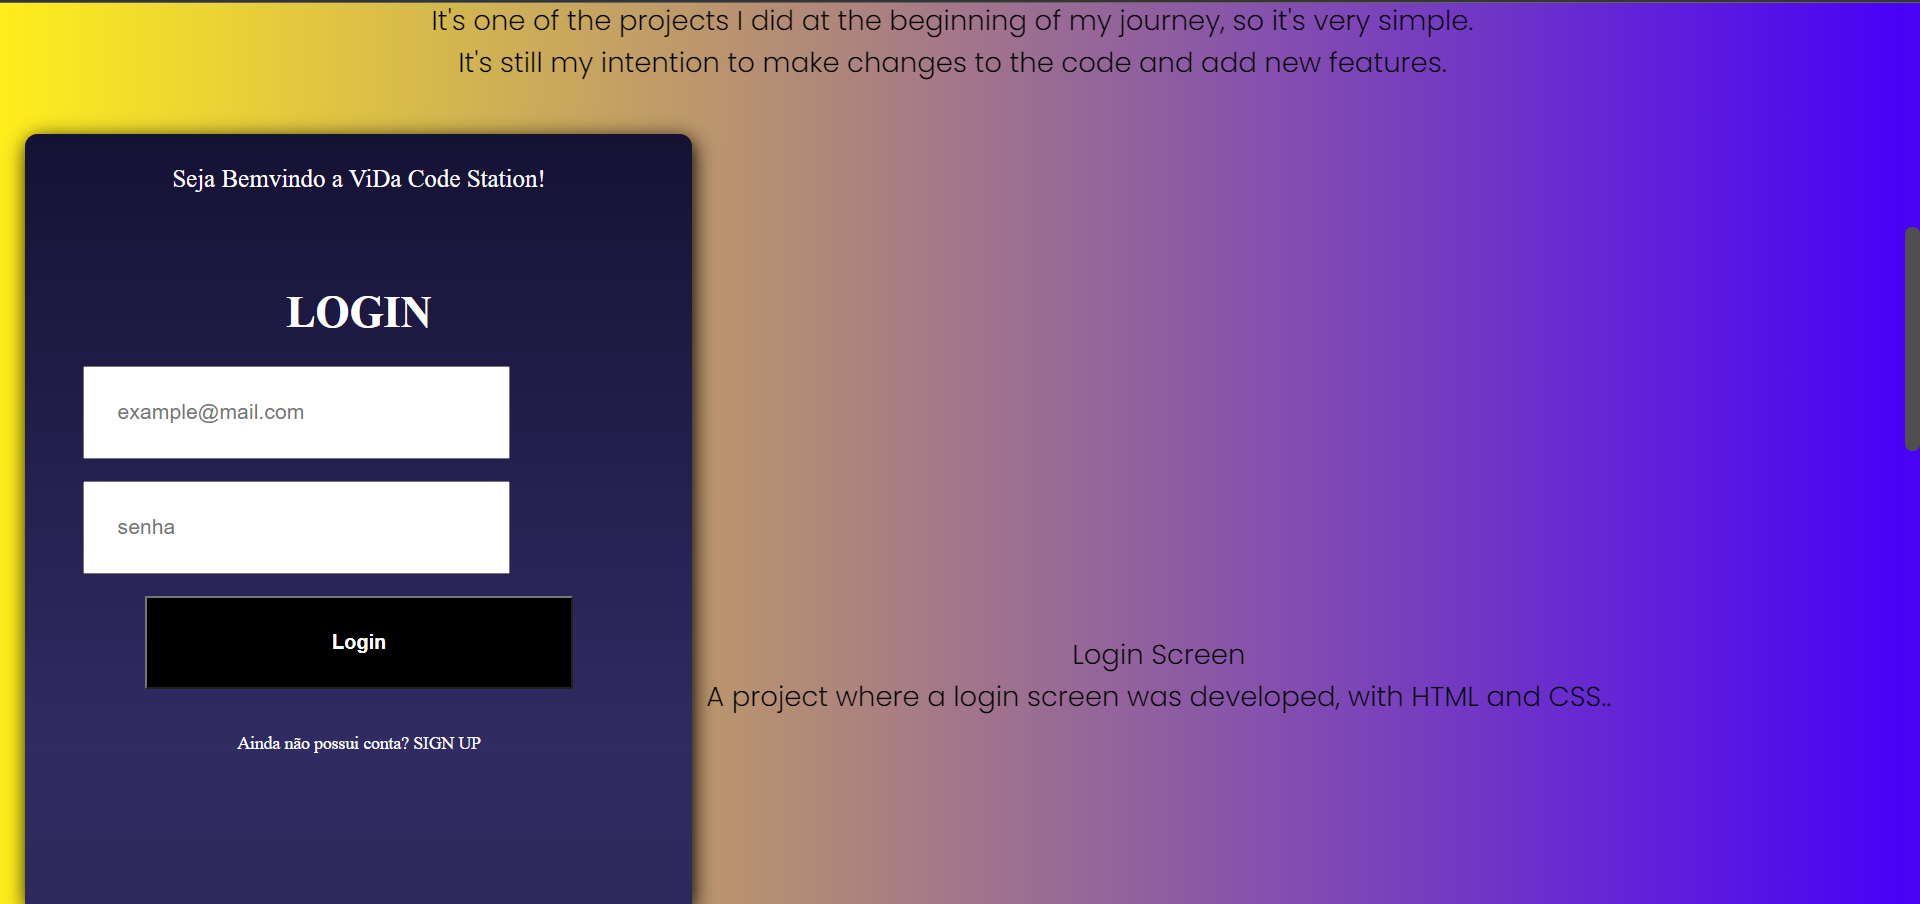 It's one of the projects I did at the beginning of my journey, so it's very simple.
It's still my intention to make changes to the code and add new features.
Seja Bemvindo a ViDa Code Station!
LOGIN
example@mail.com
senha
Login
Ainda não possui conta? SIGN UP
Login Screen
A project where a login screen was developed, with HTML and CSS..